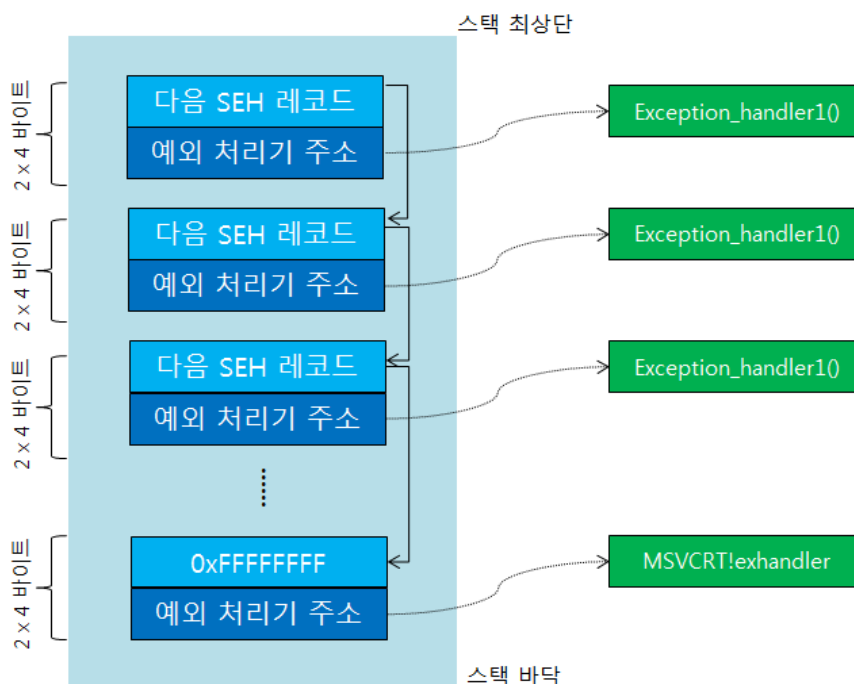 스택 최상단
2 x 4 바이트
다음 SEH 레코드
예외 처리기 주소
Exception_handler1()
2 x 4 바이트
다음 SEH 레코드
예외 처리기 주소
Exception_handler1()
2 x 4 바이트
다음 SEH 레코드
예외 처리기 주소
Exception_handler1()
2 x 4 바이트
0xFFFFFFFF
예외 처리기 주소
MSVCRT!exhandler
스택 바닥